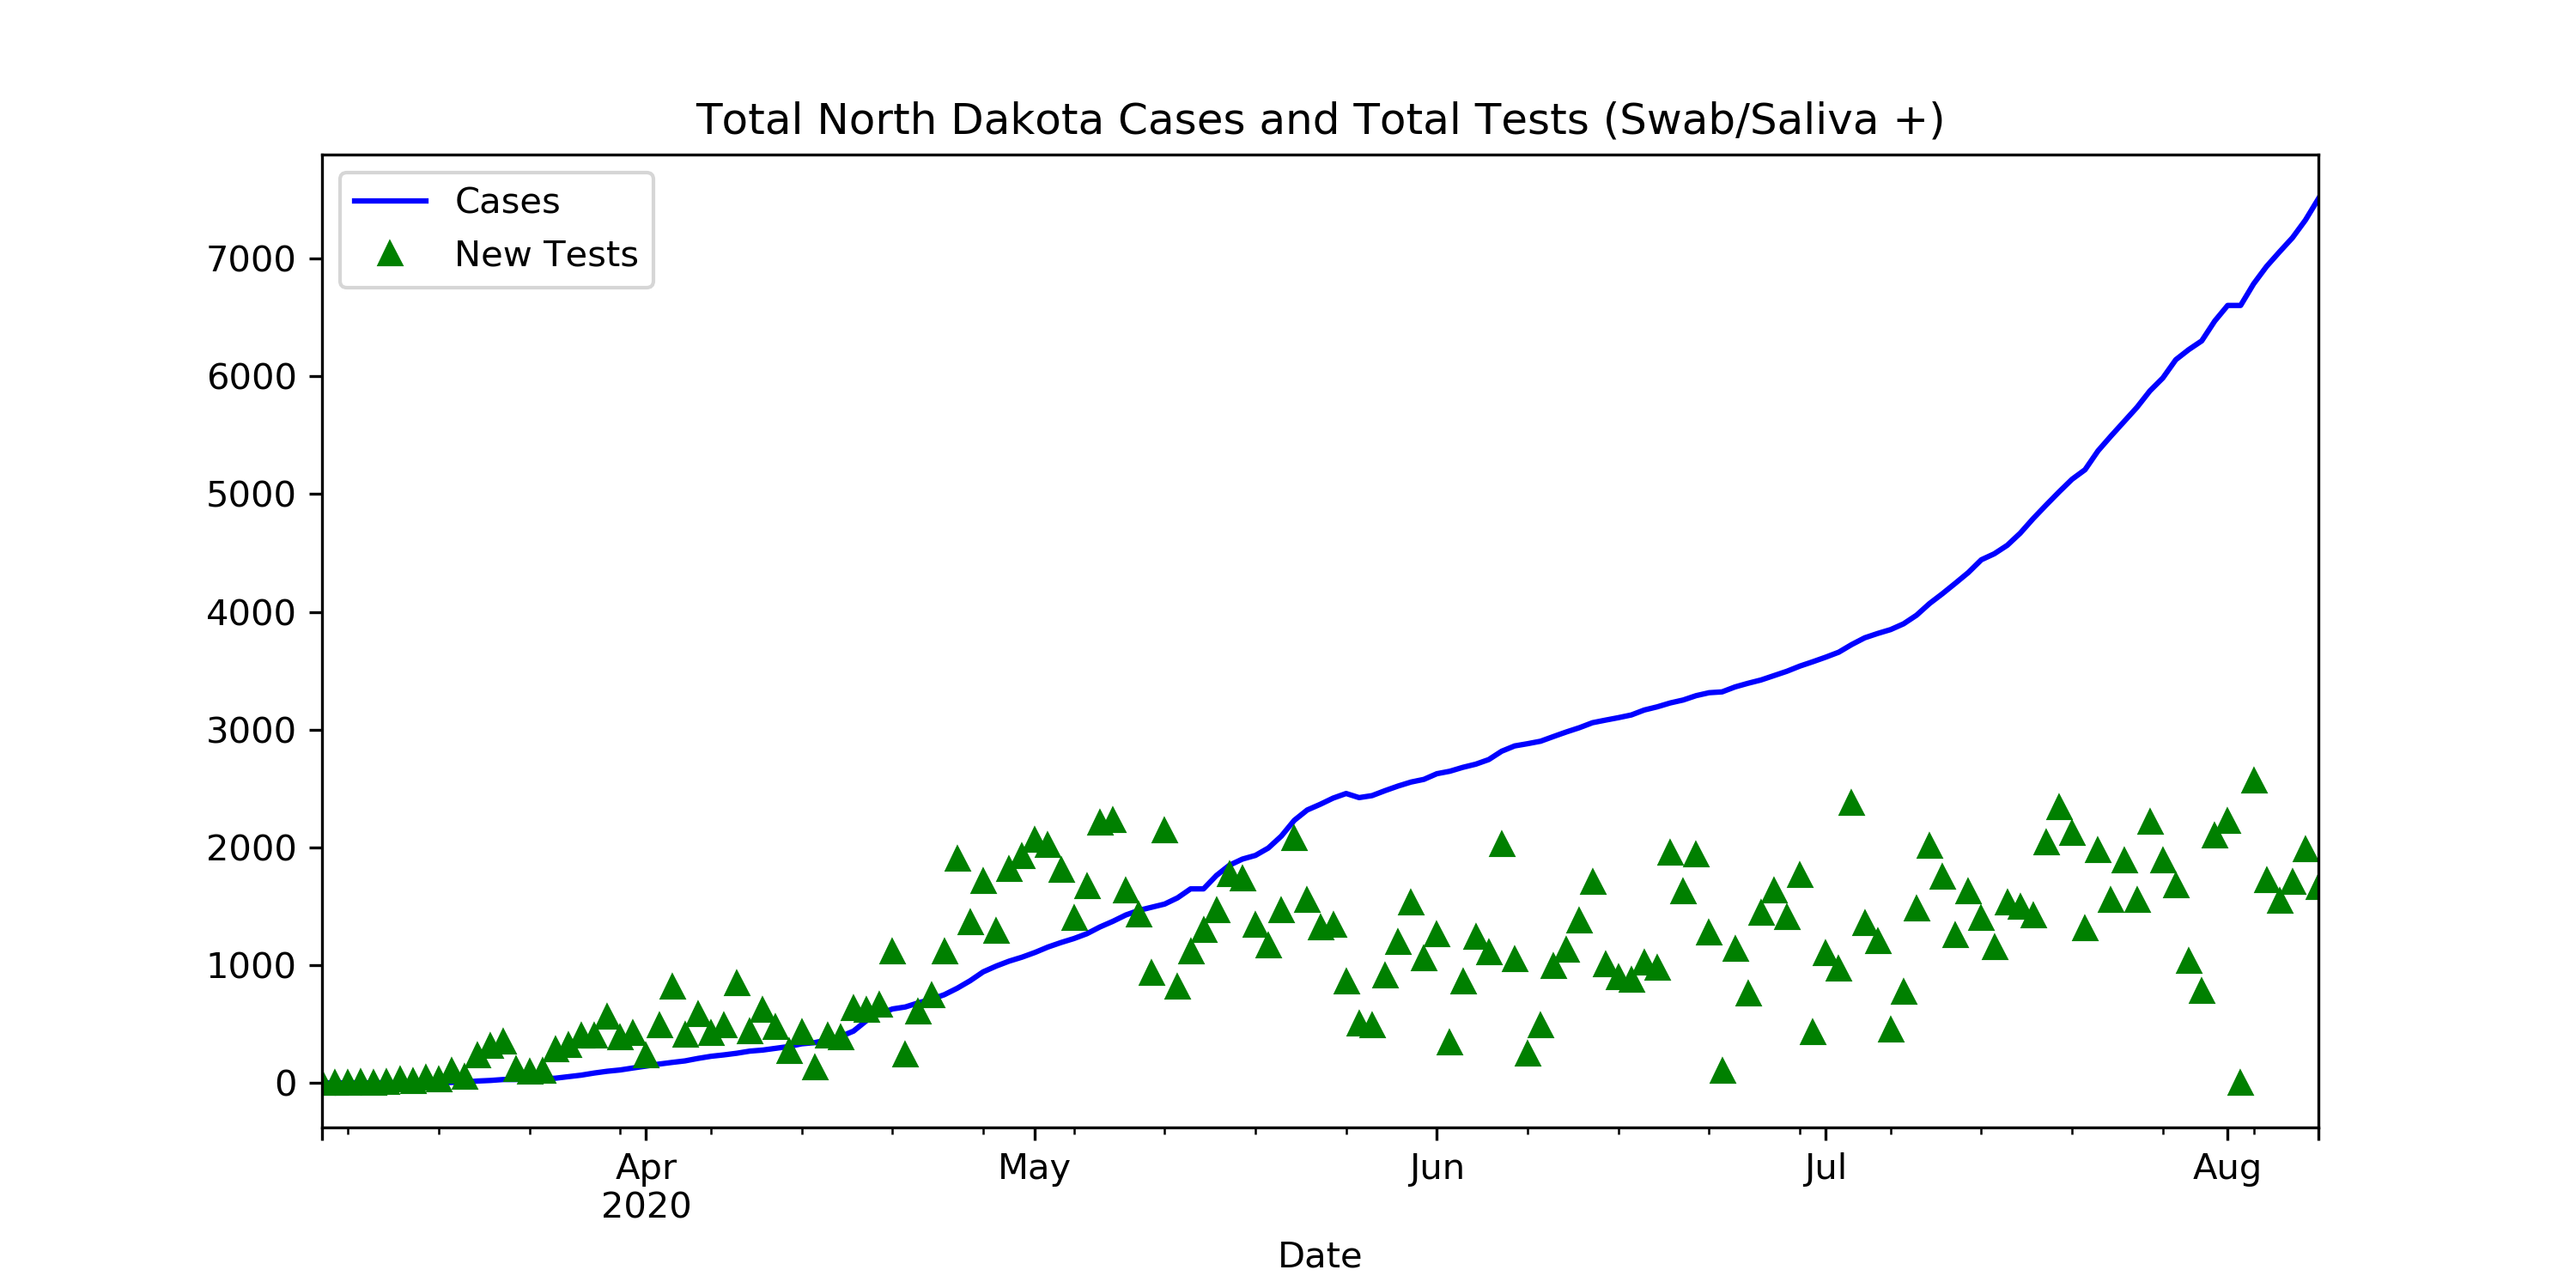 Total North Dakota Cases and Total Tests (Swab/Saliva +)
Cases
New Tests
7000
6000
5000
4000
3000
2000
1000
0
Apr May Jun Jul Aug
2020
Date